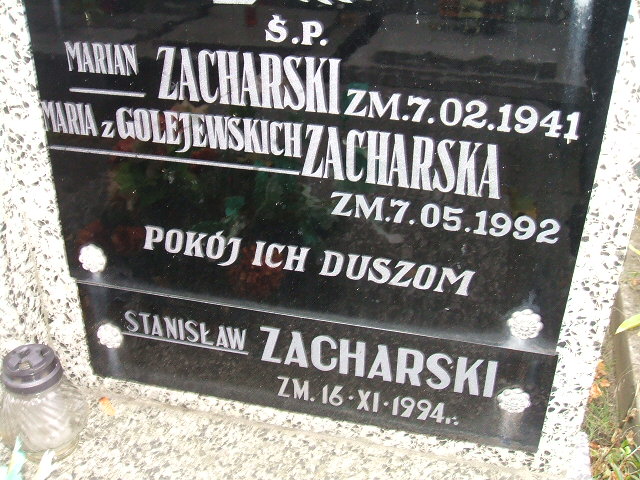 Ś.P.
MARIAN ZACHARSKI ZM.7.02.1941
MARIA z GOLEJEWSKICH ZACHARSKA
ZM.7.05.1992
POKÓJ ICH DUSZOM
STANISŁAW ZACHARSKI
ZM. 16·XI·1994r.